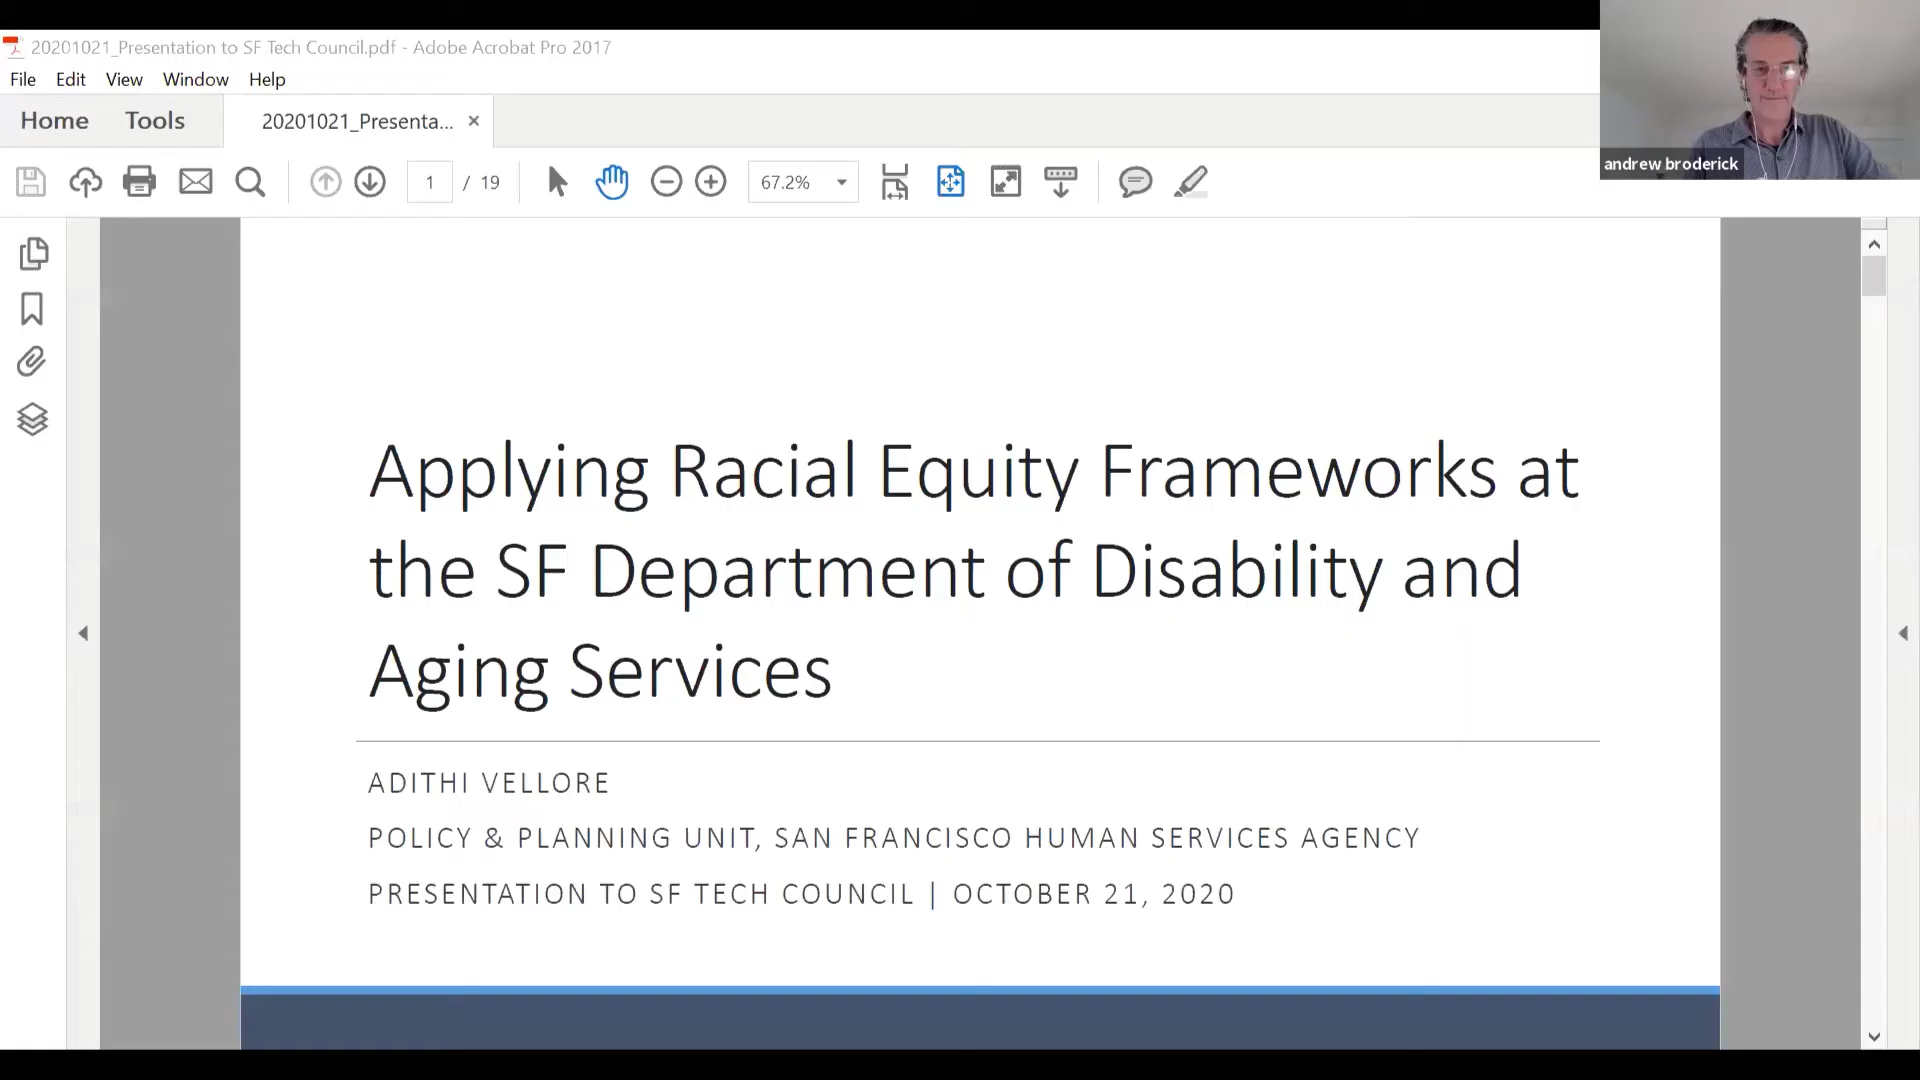 20201021_Presentation to SF Tech Council.pdf - Adobe Acrobat Pro 2017
File Edit View Window Help
Home Tools 20201021_Presenta... ×
1 / 19 67.2%
andrew broderick
Applying Racial Equity Frameworks at
the SF Department of Disability and
Aging Services
ADITHI VELLORE
POLICY & PLANNING UNIT, SAN FRANCISCO HUMAN SERVICES AGENCY
PRESENTATION TO SF TECH COUNCIL | OCTOBER 21, 2020